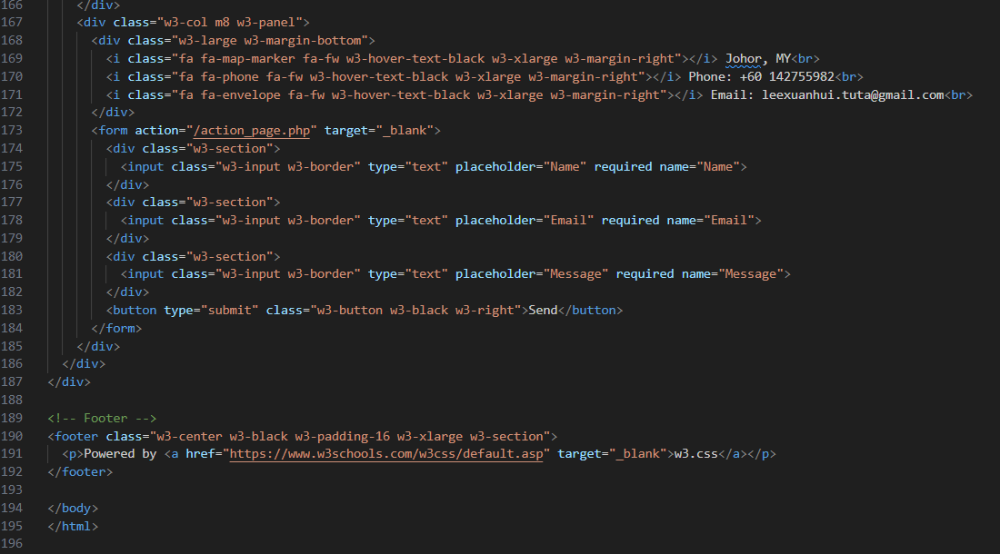 166 </div>
167 <div class="w3-col m8 w3-panel">
168 <div class="w3-large w3-margin-bottom">
169 <i class="fa fa-map-marker fa-fw w3-hover-text-black w3-xlarge w3-margin-right"></i> Johor, MY<br>
170 <i class="fa fa-phone fa-fw w3-hover-text-black w3-xlarge w3-margin-right"></i> Phone: +60 142755982<br>
171 <i class="fa fa-envelope fa-fw w3-hover-text-black w3-xlarge w3-margin-right"></i> Email: leexuanhui.tuta@gmail.com<br>
172 </div>
173 <form action="/action_page.php" target="_blank">
174 <div class="w3-section">
175 <input class="w3-input w3-border" type="text" placeholder="Name" required name="Name">
176 </div>
177 <div class="w3-section">
178 <input class="w3-input w3-border" type="text" placeholder="Email" required name="Email">
179 </div>
180 <div class="w3-section">
181 <input class="w3-input w3-border" type="text" placeholder="Message" required name="Message">
182 </div>
183 <button type="submit" class="w3-button w3-black w3-right">Send</button>
184 </form>
185 </div>
186 </div>
187 </div>
188
189 <!-- Footer -->
190 <footer class="w3-center w3-black w3-padding-16 w3-xlarge w3-section">
191 <p>Powered by <a href="https://www.w3schools.com/w3css/default.asp" target="_blank">w3.css</a></p>
192 </footer>
193
194 </body>
195 </html>
196